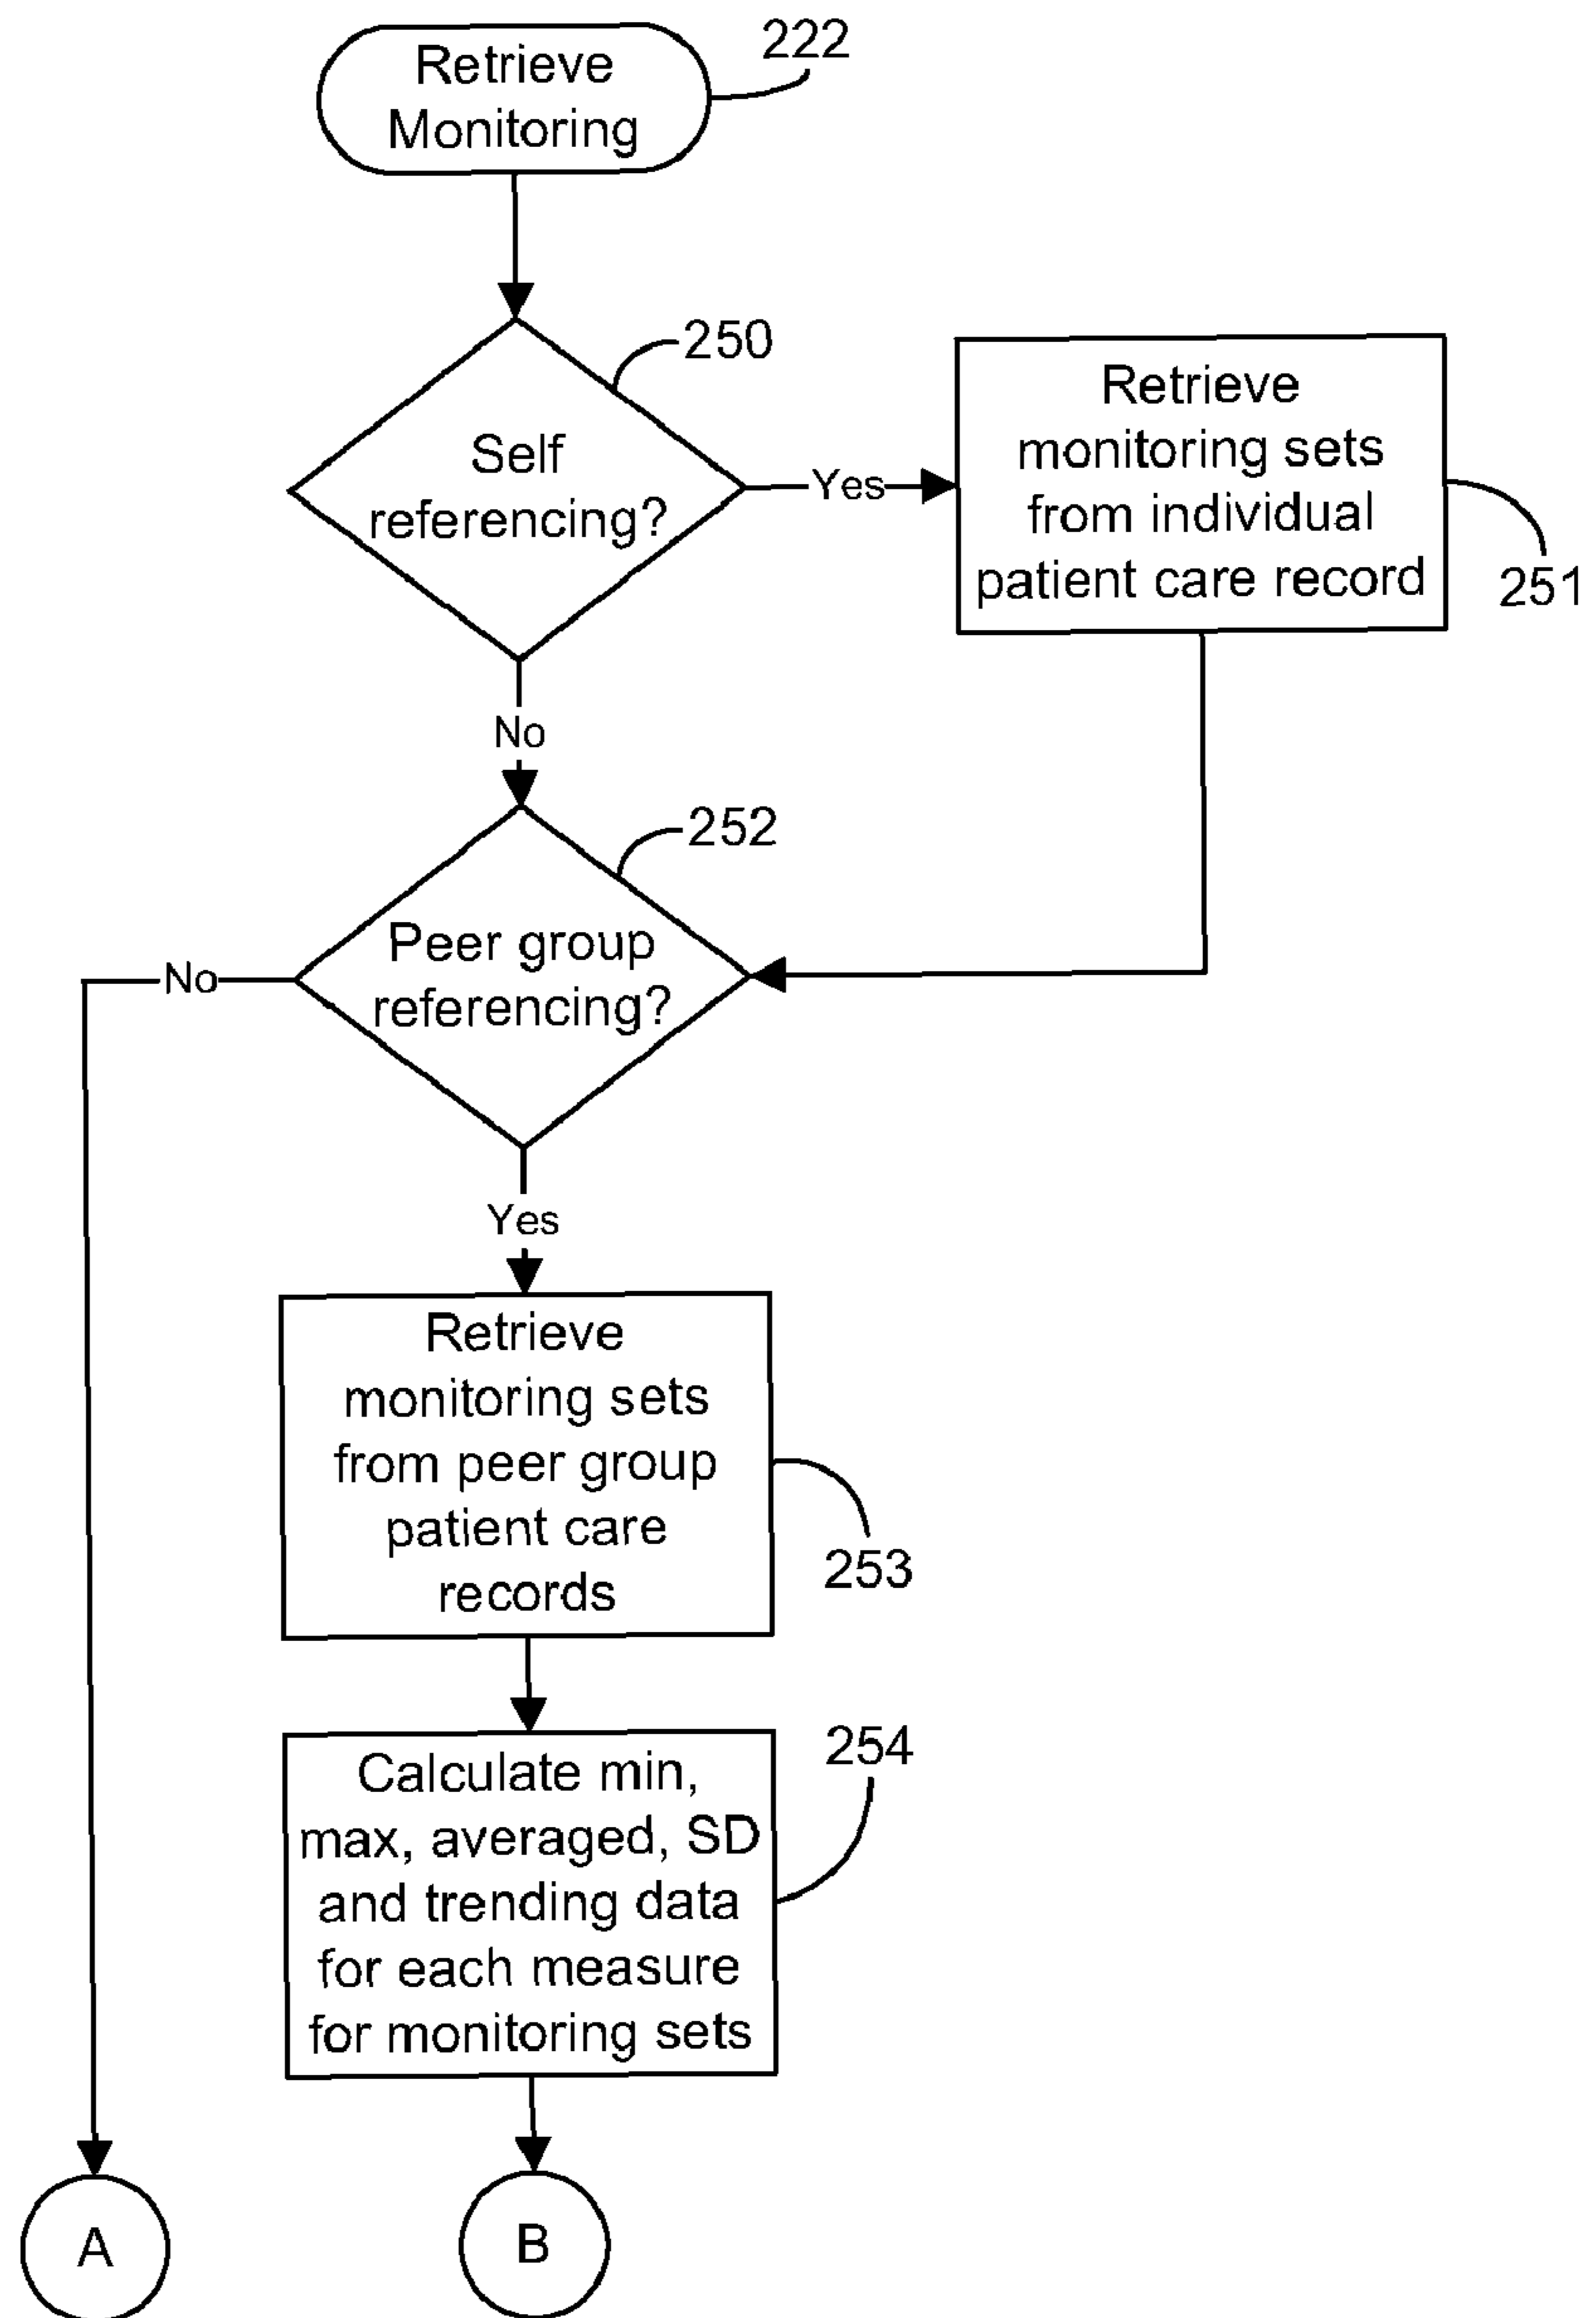 Retrieve
Monitoring
222
250
Self
referencing?
Yes
Retrieve
monitoring sets
from individual
patient care record
251
No
252
Peer group
referencing?
No
Yes
Retrieve
monitoring sets
from peer group
patient care
records
253
254
Calculate min,
max, averaged, SD
and trending data
for each measure
for monitoring sets
A
B